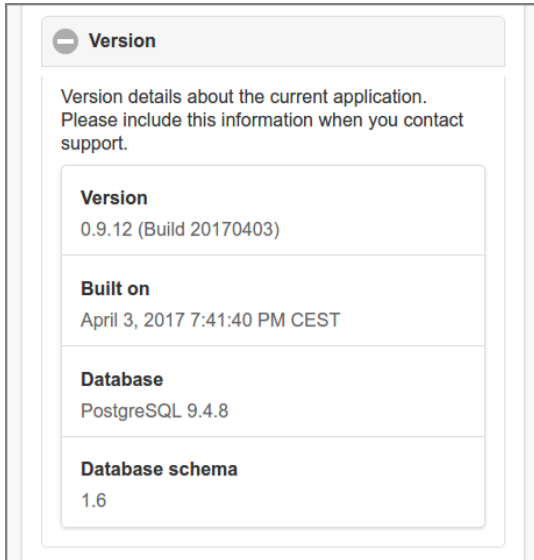 Version
Version details about the current application.
Please include this information when you contact
support.
Version
0.9.12 (Build 20170403)
Built on
April 3, 2017 7:41:40 PM CEST
Database
PostgreSQL 9.4.8
Database schema
1.6